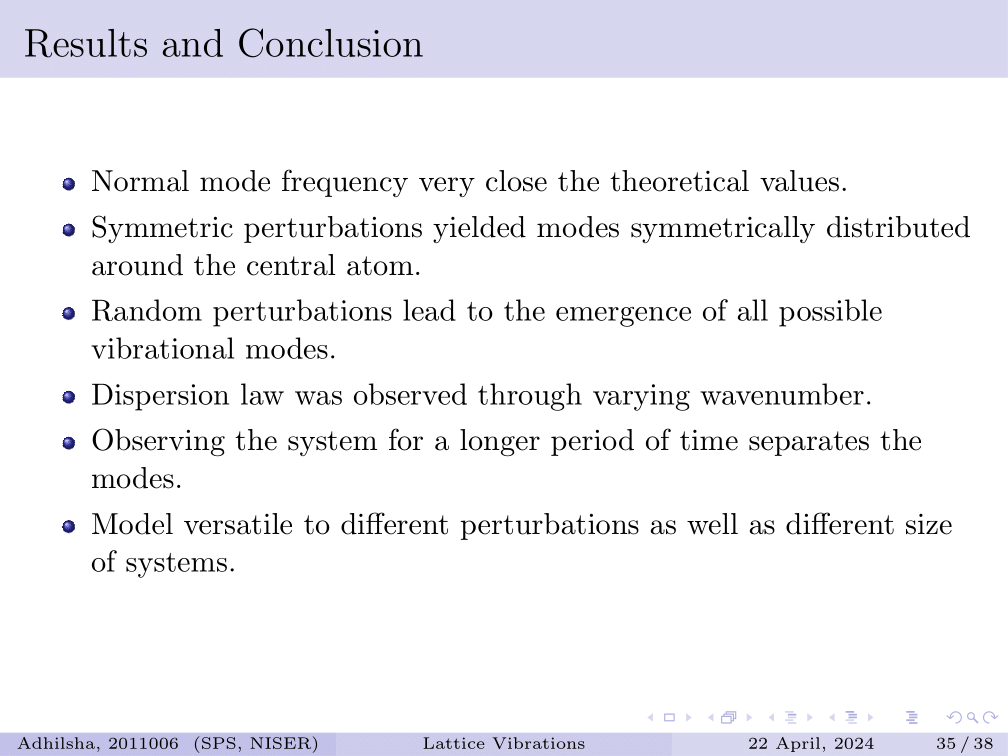 Results and Conclusion
Normal mode frequency very close the theoretical values.
Symmetric perturbations yielded modes symmetrically distributed
around the central atom.
Random perturbations lead to the emergence of all possible
vibrational modes.
Dispersion law was observed through varying wavenumber.
Observing the system for a longer period of time separates the
modes.
Model versatile to different perturbations as well as different size
of systems.
Adhilsha, 2011006 (SPS, NISER) Lattice Vibrations 22 April, 2024 35 / 38